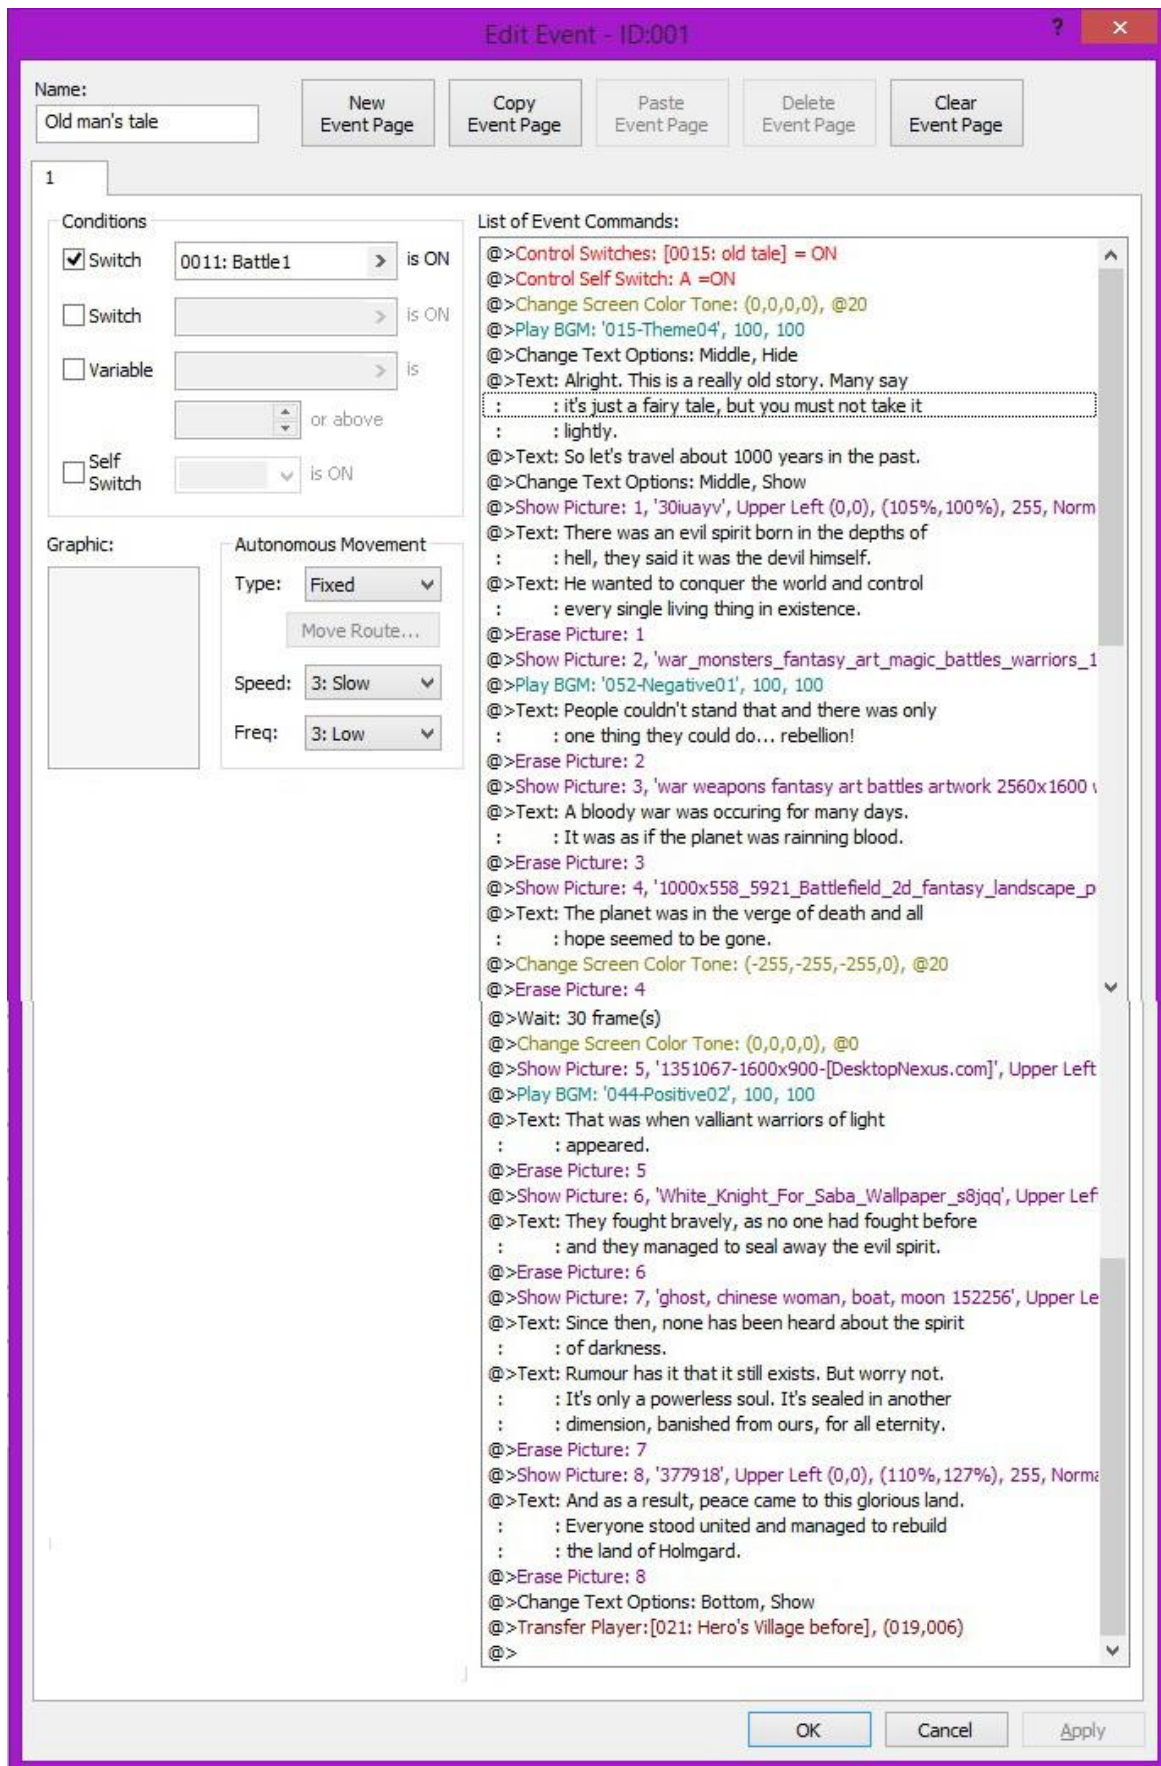 Edit Event - ID:001
?
×
Name:
Old man's tale
New
Event Page
Copy
Event Page
Paste
Event Page
Delete
Event Page
Clear
Event Page
1
Conditions
Switch
0011: Battle1
>
is ON
Switch
>
is ON
Variable
>
is
or above
Self
Switch
is ON
Graphic:
Autonomous Movement
Type:
Fixed
Move Route...
Speed:
3: Slow
Freq:
3: Low
List of Event Commands:
@>Control Switches: [0015: old tale] = ON
@>Control Self Switch: A =ON
@>Change Screen Color Tone: (0,0,0,0), @20
@>Play BGM: '015-Theme04', 100, 100
@>Change Text Options: Middle, Hide
@>Text: Alright. This is a really old story. Many say
: : it's just a fairy tale, but you must not take it
: : lightly.
@>Text: So let's travel about 1000 years in the past.
@>Change Text Options: Middle, Show
@>Show Picture: 1, '30iuayv', Upper Left (0,0), (105%,100%), 255, Norm
@>Text: There was an evil spirit born in the depths of
: : hell, they said it was the devil himself.
@>Text: He wanted to conquer the world and control
: : every single living thing in existence.
@>Erase Picture: 1
@>Show Picture: 2, 'war_monsters_fantasy_art_magic_battles_warriors_1
@>Play BGM: '052-Negative01', 100, 100
@>Text: People couldn't stand that and there was only
: : one thing they could do... rebellion!
@>Erase Picture: 2
@>Show Picture: 3, 'war weapons fantasy art battles artwork 2560x1600
@>Text: A bloody war was occuring for many days.
: : It was as if the planet was rainning blood.
@>Erase Picture: 3
@>Show Picture: 4, '1000x558_5921_Battlefield_2d_fantasy_landscape_p
@>Text: The planet was in the verge of death and all
: : hope seemed to be gone.
@>Change Screen Color Tone: (-255,-255,-255,0), @20
@>Erase Picture: 4
@>Wait: 30 frame(s)
@>Change Screen Color Tone: (0,0,0,0), @0
@>Show Picture: 5, '1351067-1600x900-[DesktopNexus.com]', Upper Left
@>Play BGM: '044-Positive02', 100, 100
@>Text: That was when valliant warriors of light
: : appeared.
@>Erase Picture: 5
@>Show Picture: 6, 'White_Knight_For_Saba_Wallpaper_s8jqq', Upper Lef
@>Text: They fought bravely, as no one had fought before
: : and they managed to seal away the evil spirit.
@>Erase Picture: 6
@>Show Picture: 7, 'ghost, chinese woman, boat, moon 152256', Upper Le
@>Text: Since then, none has been heard about the spirit
: : of darkness.
@>Text: Rumour has it that it still exists. But worry not.
: : It's only a powerless soul. It's sealed in another
: : dimension, banished from ours, for all eternity.
@>Erase Picture: 7
@>Show Picture: 8, '377918', Upper Left (0,0), (110%,127%), 255, Norma
@>Text: And as a result, peace came to this glorious land.
: : Everyone stood united and managed to rebuild
: : the land of Holmgard.
@>Erase Picture: 8
@>Change Text Options: Bottom, Show
@>Transfer Player:[021: Hero's Village before], (019,006)
@>
OK
Cancel
Apply